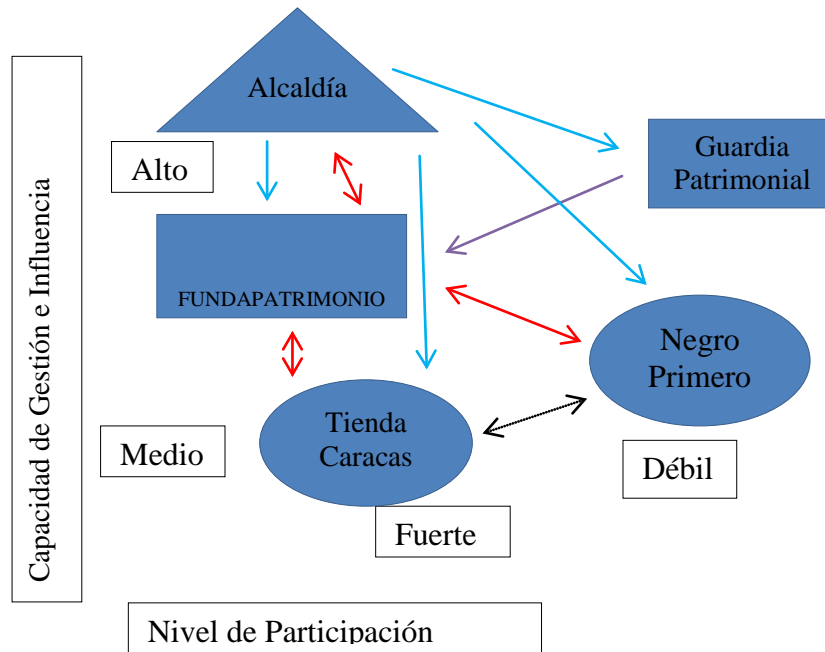 Alcaldía
Guardia
Patrimonial
Alto
FUNDAPATRIMONIO
Capacidad de Gestión e Influencia
Negro
Primero
Tienda
Caracas
Medio
Débil
Fuerte
Nivel de Participación